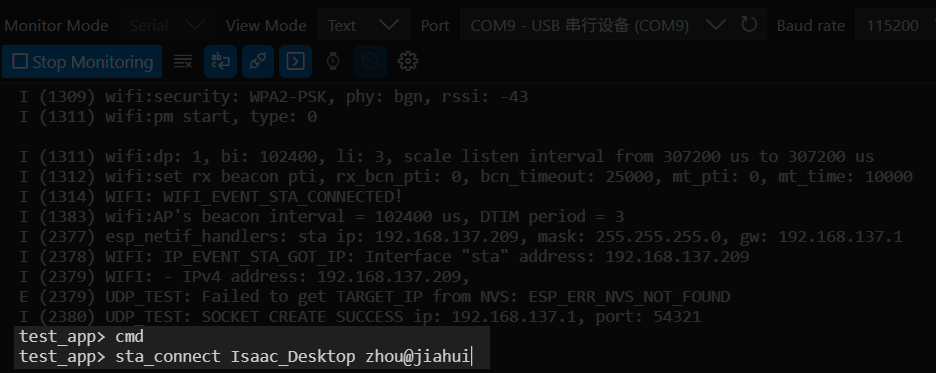 Monitor Mode Serial View Mode Text Port COM9 - USB 串行设备 (COM9) Baud rate 115200
Stop Monitoring
I (1309) wifi:security: WPA2-PSK, phy: bgn, rssi: -43
I (1311) wifi:pm start, type: 0
I (1311) wifi:dp: 1, bi: 102400, li: 3, scale listen interval from 307200 us to 307200 us
I (1312) wifi:set rx beacon pti, rx_bcn_pti: 0, bcn_timeout: 25000, mt_pti: 0, mt_time: 10000
I (1314) WIFI: WIFI_EVENT_STA_CONNECTED!
I (1383) wifi:AP's beacon interval = 102400 us, DTIM period = 3
I (2377) esp_netif_handlers: sta ip: 192.168.137.209, mask: 255.255.255.0, gw: 192.168.137.1
I (2378) WIFI: IP_EVENT_STA_GOT_IP: Interface "sta" address: 192.168.137.209
I (2379) WIFI: - IPv4 address: 192.168.137.209,
E (2379) UDP_TEST: Failed to get TARGET_IP from NVS: ESP_ERR_NVS_NOT_FOUND
I (2380) UDP_TEST: SOCKET CREATE SUCCESS ip: 192.168.137.1, port: 54321
test_app> cmd
test_app> sta_connect Isaac_Desktop zhou@jiahui